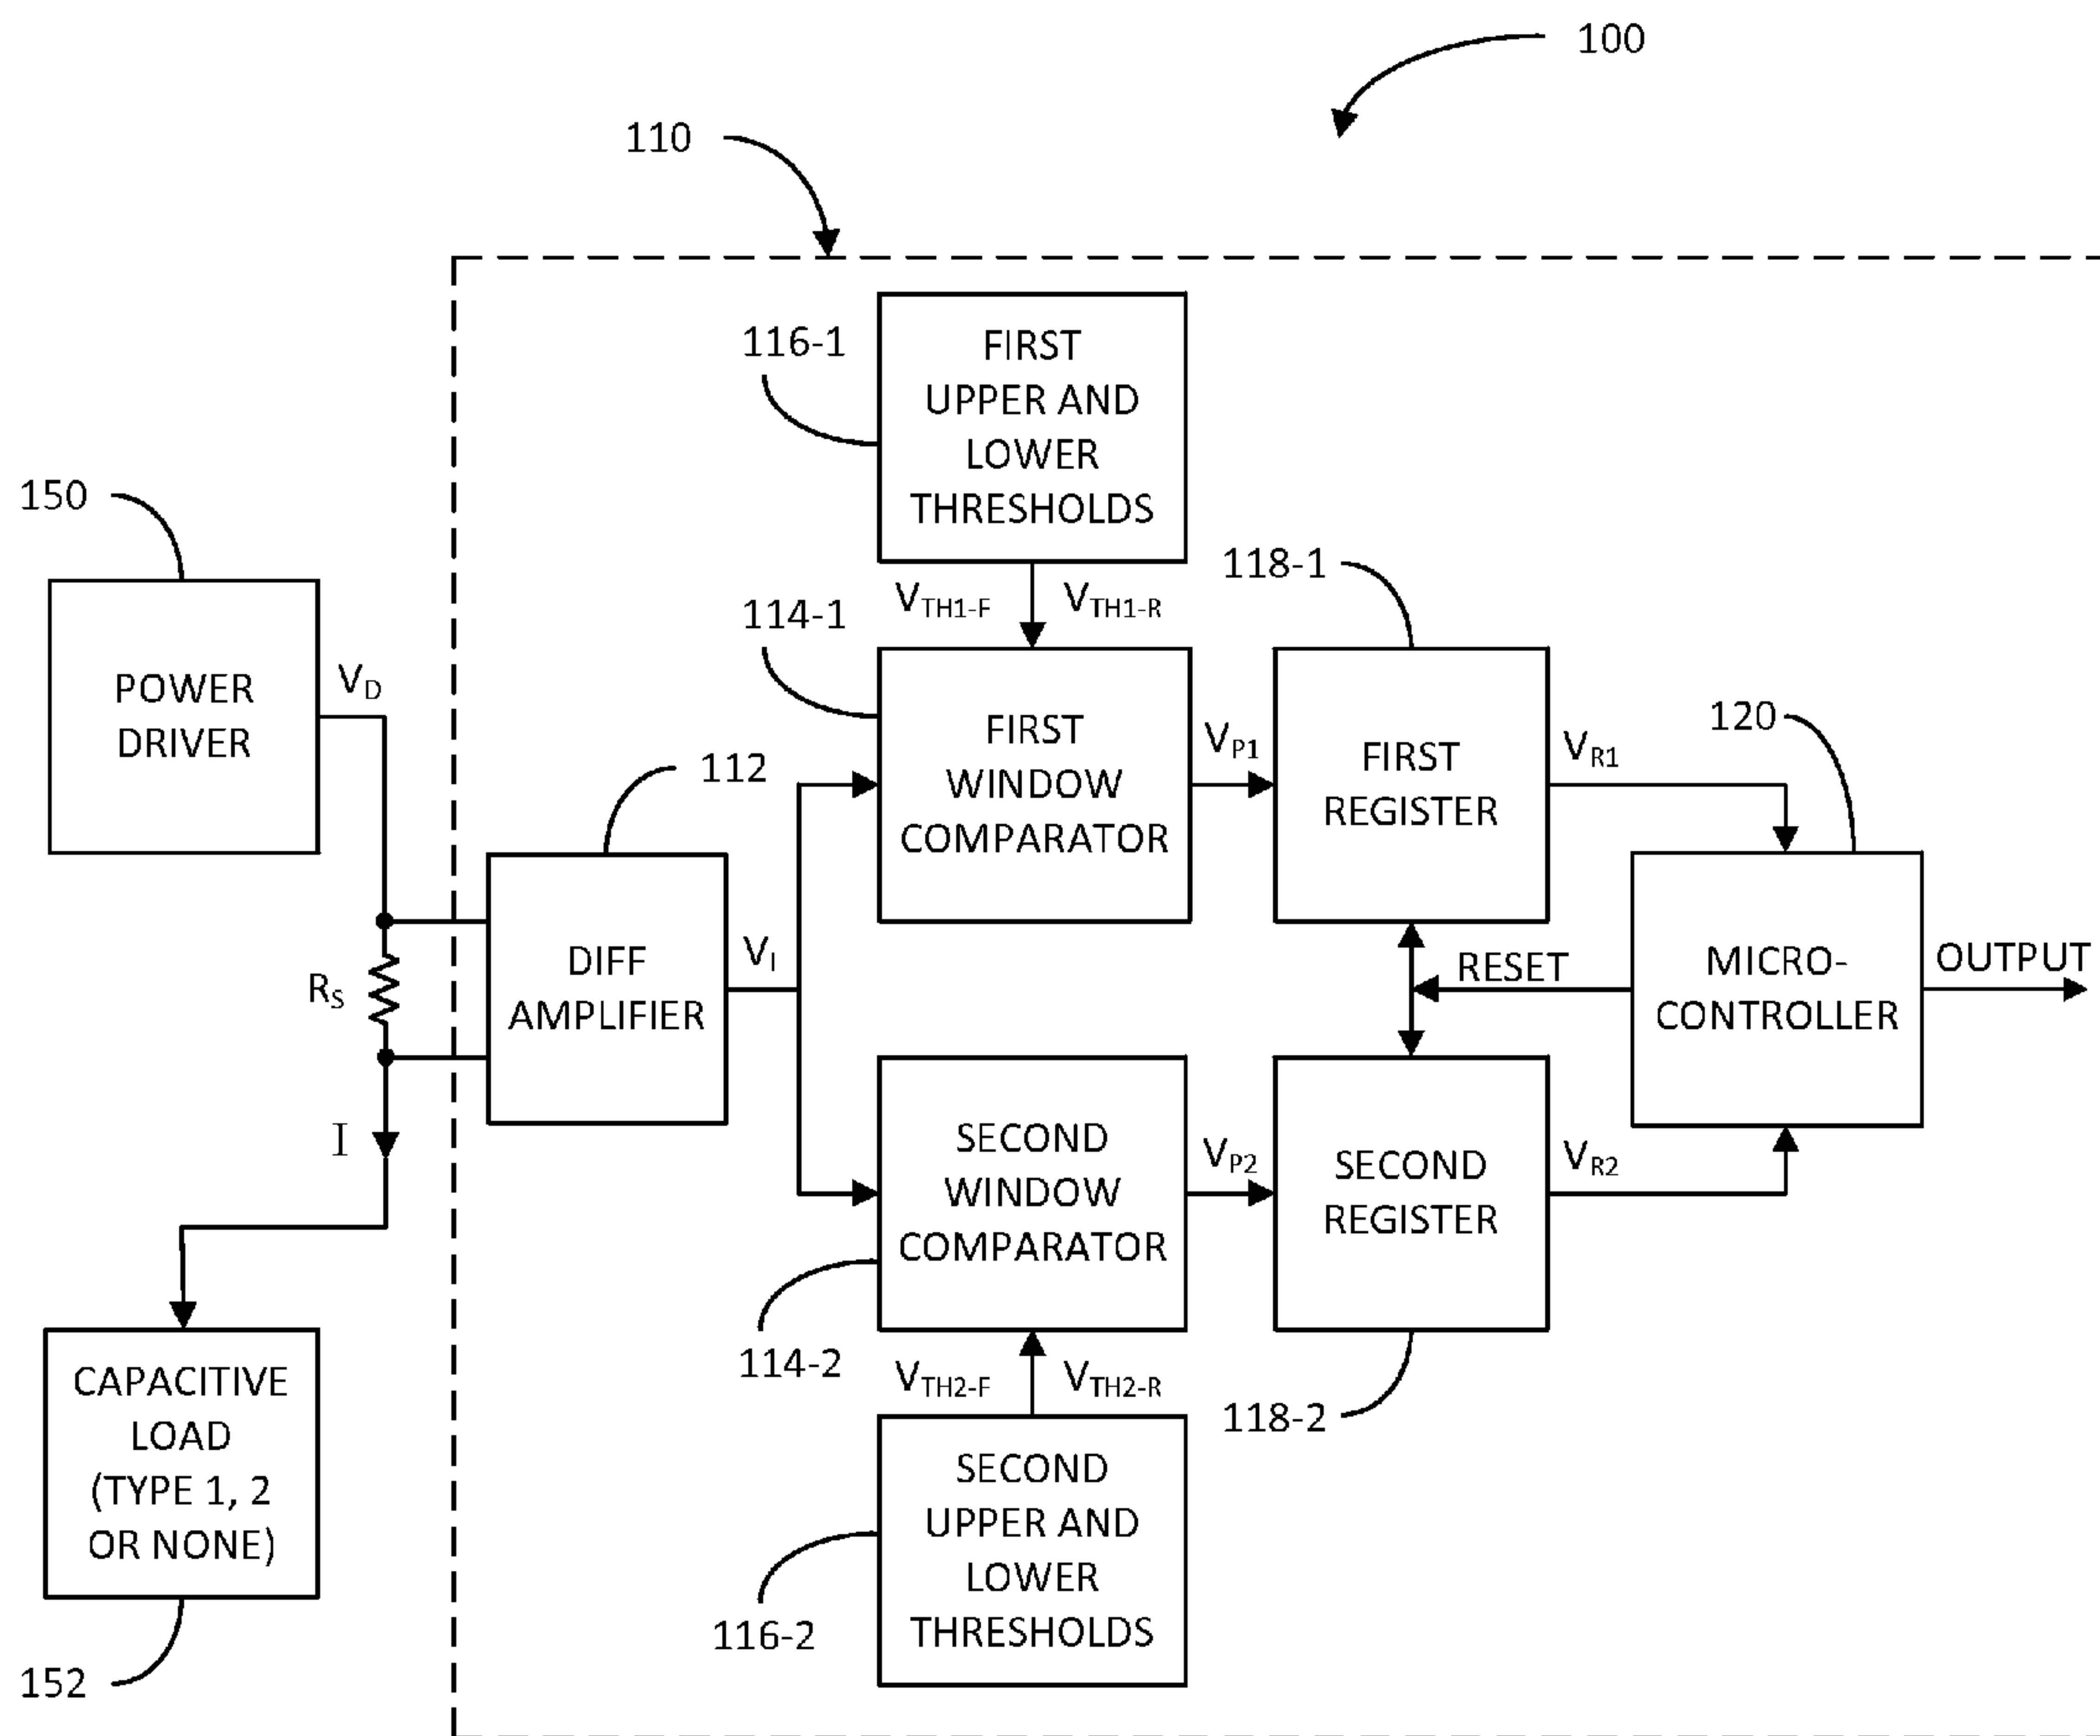 100
110
116-1
FIRST
UPPER AND
LOWER
THRESHOLDS
150
POWER
DRIVER
VD
VTH1-F
VTH1-R
118-1
114-1
FIRST
WINDOW
COMPARATOR
VP1
FIRST
REGISTER
VR1
120
112
DIFF
AMPLIFIER
VI
RS
I
RESET
MICRO-
CONTROLLER
OUTPUT
SECOND
WINDOW
COMPARATOR
VP2
SECOND
REGISTER
VR2
114-2
VTH2-F
VTH2-R
118-2
CAPACITIVE
LOAD
(TYPE 1, 2
OR NONE)
152
SECOND
UPPER AND
LOWER
THRESHOLDS
116-2